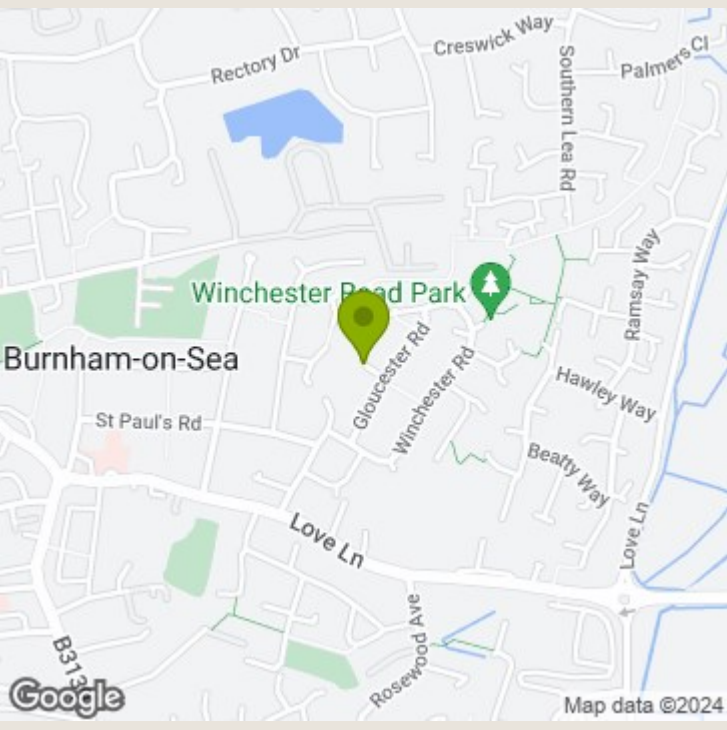 Creswick Way
Rectory Dr
Palmers Cl
Southern Lea Rd
Ramsay Way
Winchester Road Park
Burnham-on-Sea
Gloucester Rd
Winchester Rd
Hawley Way
St Paul's Rd
Beatty Way
Love Ln
Love Ln
Rosewood Ave
B313
Google
Map data ©2024